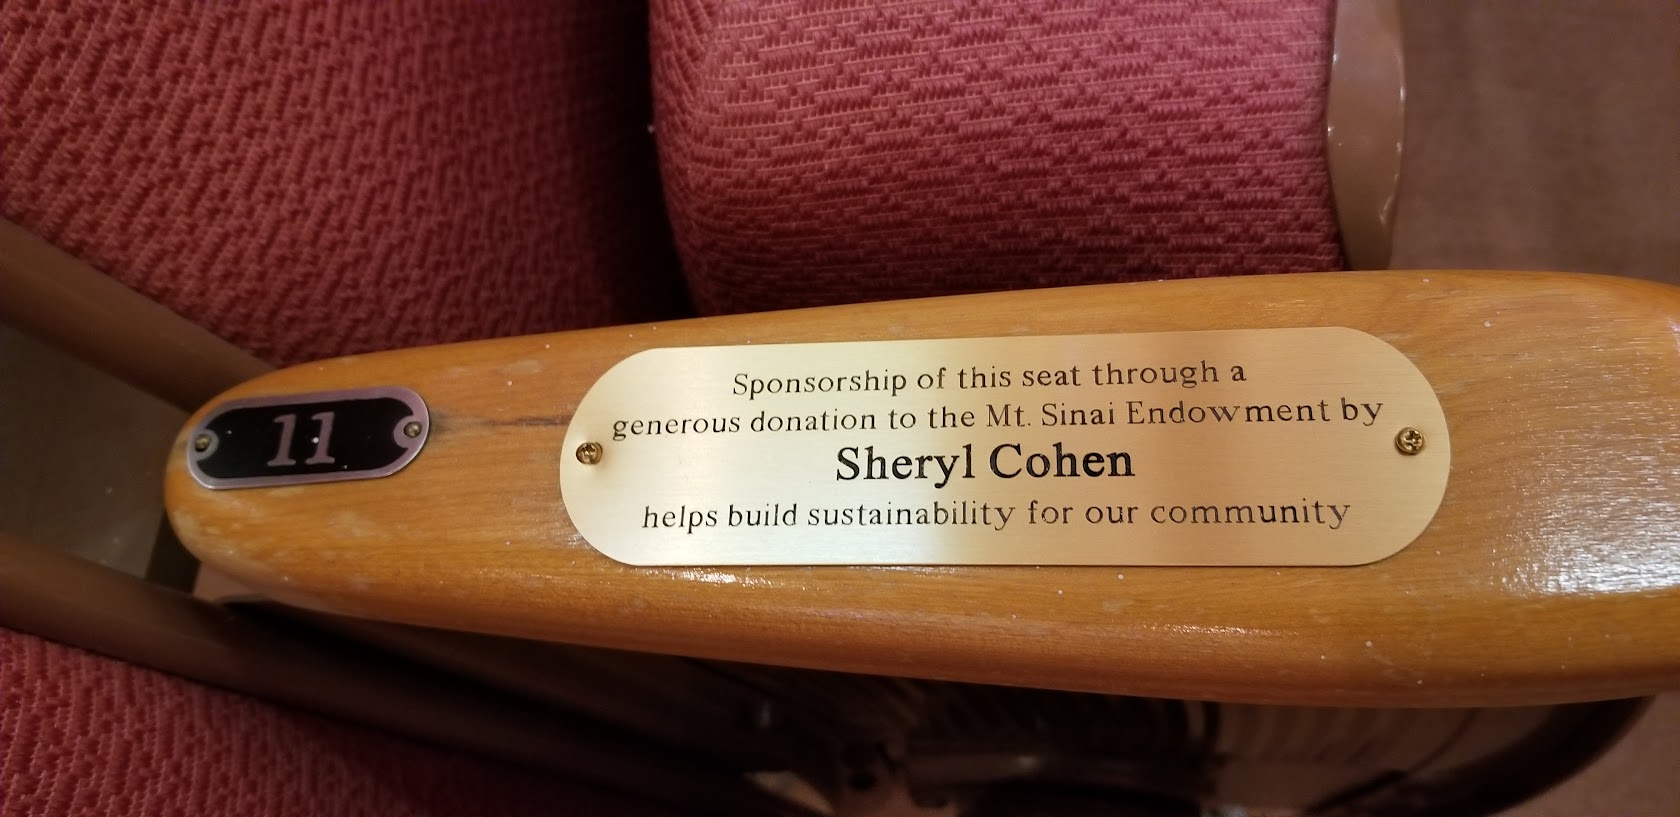 11
Sponsorship of this seat through a
generous donation to the Mt. Sinai Endowment by
Sheryl Cohen
helps build sustainability for our community